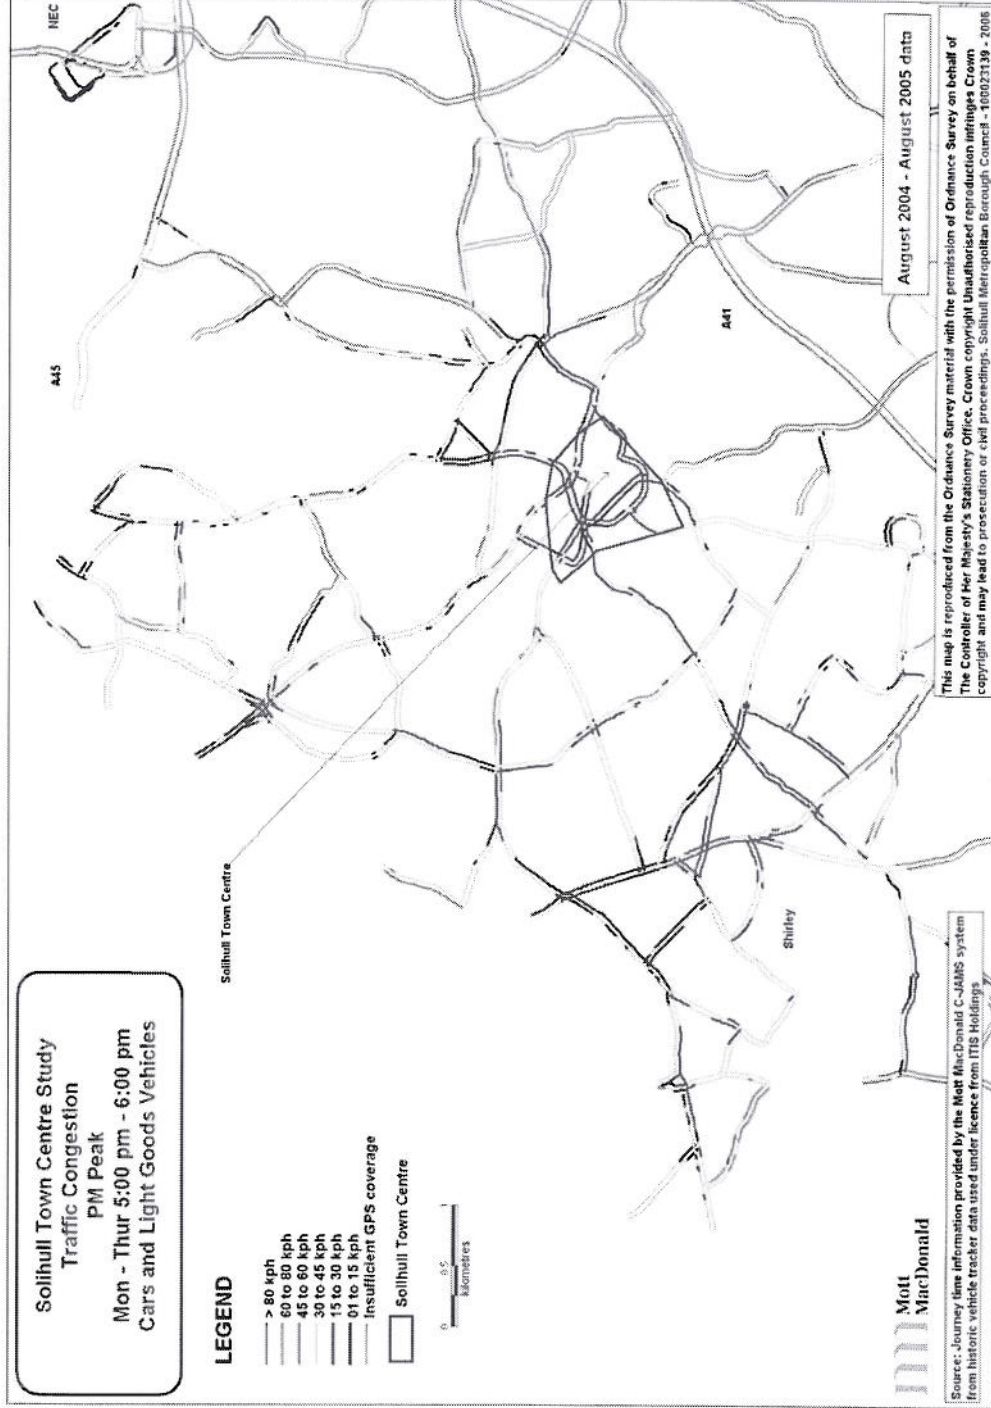 Solihull Town Centre Study
Traffic Congestion
PM Peak
Mon - Thur 5:00 pm - 6:00 pm
Cars and Light Goods Vehicles
LEGEND
> 80 kph
60 to 80 kph
45 to 60 kph
30 to 45 kph
15 to 30 kph
01 to 15 kph
Insufficient GPS coverage
Solihull Town Centre
0 0.5 1
kilometres
Solihull Town Centre
A45
NEC
A41
Shirley
August 2004 - August 2005 data
Mott
MacDonald
Source: Journey time information provided by the Mott MacDonald C-JAMS system
from historic vehicle tracker data used under licence from ITIS Holdings
This map is reproduced from the Ordnance Survey material with the permission of Ordnance Survey on behalf of
The Controller of Her Majesty's Stationery Office. Crown copyright Unauthorised reproduction infringes Crown
copyright and may lead to prosecution or civil proceedings. Solihull Metropolitan Borough Council - 100023139 - 2006